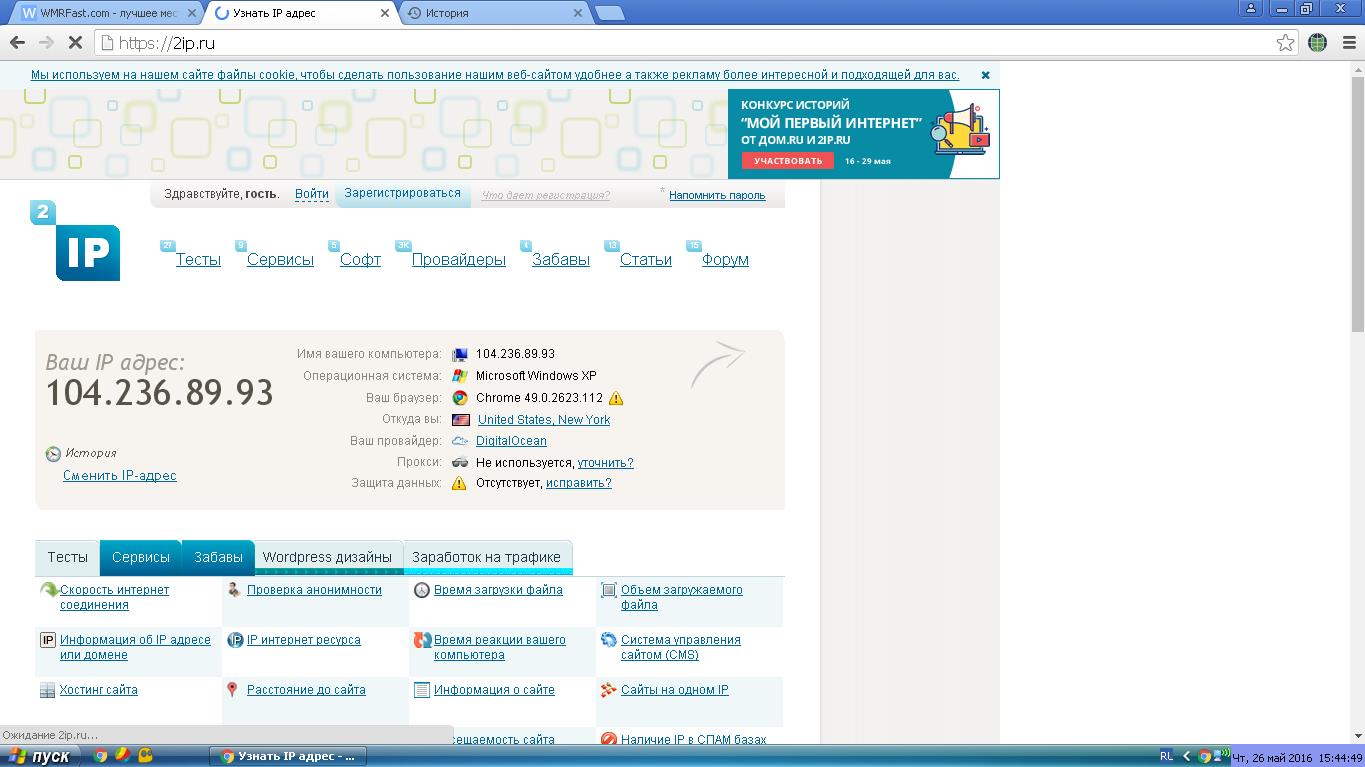 WMRFast.com - лучшее мес
Узнать IP адрес
История
https://2ip.ru
Мы используем на нашем сайте файлы cookie, чтобы сделать пользование нашим веб-сайтом удобнее а также рекламу более интересной и подходящей для вас.
КОНКУРС ИСТОРИЙ
“МОЙ ПЕРВЫЙ ИНТЕРНЕТ”
ОТ ДОМ.RU И 2IP.RU
УЧАСТВОВАТЬ 16 - 29 мая
Здравствуйте, гость. Войти Зарегистрироваться Что дает регистрация? * Напомнить пароль
2
IP
27 Тесты 9 Сервисы 5 Софт 3K Провайдеры 4 Забавы 13 Статьи 15 Форум
Ваш IP адрес:
104.236.89.93
История
Сменить IP-адрес
Имя вашего компьютера: 104.236.89.93
Операционная система: Microsoft Windows XP
Ваш браузер: Chrome 49.0.2623.112
Откуда вы: United States, New York
Ваш провайдер: DigitalOcean
Прокси: Не используется, уточнить?
Защита данных: Отсутствует, исправить?
Тесты Сервисы Забавы Wordpress дизайны Заработок на трафике
Скорость интернет
соединения
Проверка анонимности
Время загрузки файла
Объем загружаемого
файла
IP
Информация об IP адресе
или домене
IP интернет ресурса
Время реакции вашего
компьютера
Система управления
сайтом (CMS)
Хостинг сайта
Расстояние до сайта
Информация о сайте
Сайты на одном IP
сещаемость сайта
Наличие IP в СПАМ базах
Ожидание 2ip.ru...
пуск
Узнать IP адрес - ...
RL
Чт, 26 май 2016 15:44:49